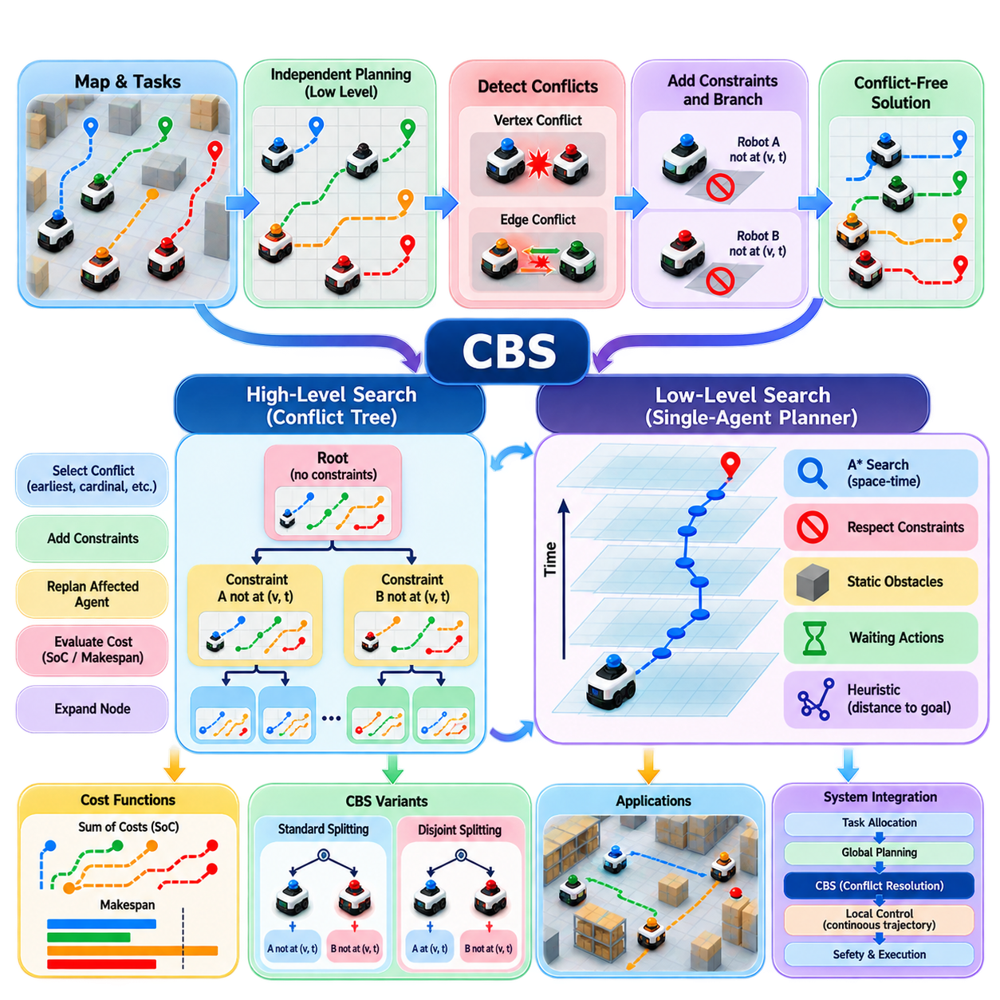 Map & Tasks
Independent Planning
(Low Level)
Detect Conflicts
Vertex Conflict
Edge Conflict
Add Constraints
and Branch
Robot A
not at (v, t)
Robot B
not at (v, t)
Conflict-Free
Solution
CBS
High-Level Search
(Conflict Tree)
Low-Level Search
(Single-Agent Planner)
Select Conflict
(earliest, cardinal, etc.)
Add Constraints
Replan Affected
Agent
Evaluate Cost
(SoC / Makespan)
Expand Node
Root
(no constraints)
Constraint
A not at (v, t)
Constraint
B not at (v, t)
...
Time
A* Search
(space-time)
Respect Constraints
Static Obstacles
Waiting Actions
Heuristic
(distance to goal)
Cost Functions
Sum of Costs (SoC)
Makespan
CBS Variants
Standard Splitting
A not at (v, t)
B not at (v, t)
Disjoint Splitting
A at (v, t)
B not at (v, t)
Applications
System Integration
Task Allocation
Global Planning
CBS (Conflict Resolution)
Local Control
(continous trajectory)
Safety & Execution